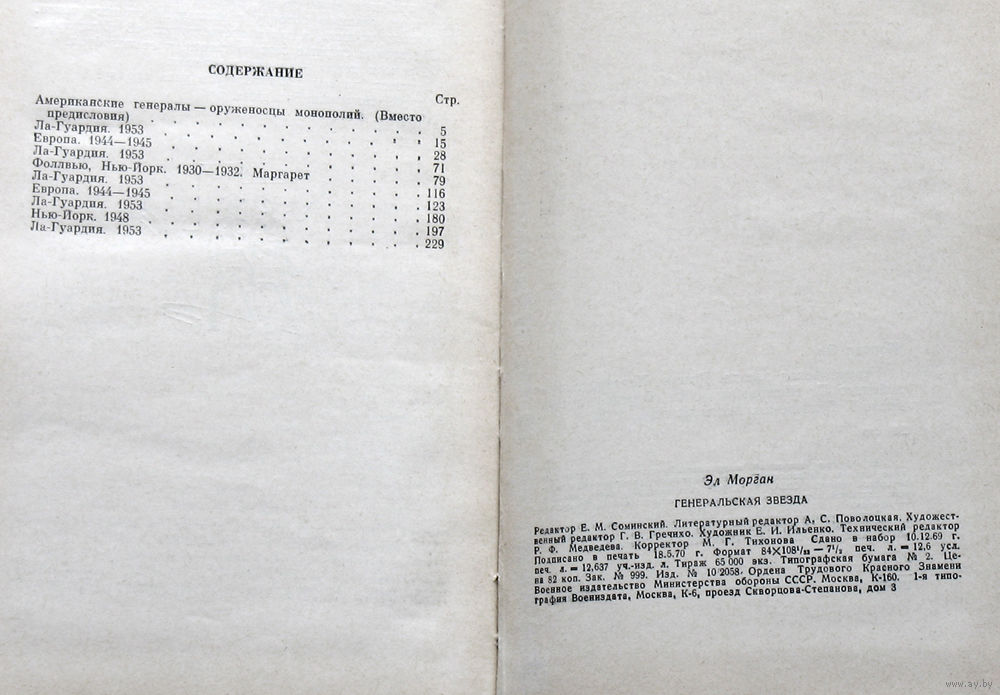 СОДЕРЖАНИЕ
Стр.
Американские генералы — оруженосцы монополий. (Вместо
предисловия) . . . . . . . . . . . . 5
Ла-Гуардия. 1953 . . . . . . . . . . . . 15
Европа. 1944—1945 . . . . . . . . . . . . 28
Ла-Гуардия. 1953 . . . . . . . . . . . . 71
Фоллвью, Нью-Йорк. 1930—1932. Маргарет . . . . . 79
Ла-Гуардия. 1953 . . . . . . . . . . . . 116
Европа. 1944—1945 . . . . . . . . . . . . 123
Ла-Гуардия. 1953 . . . . . . . . . . . . 180
Нью-Йорк. 1948 . . . . . . . . . . . . 197
Ла-Гуардия. 1953 . . . . . . . . . . . . 229
Эл Морган
ГЕНЕРАЛЬСКАЯ ЗВЕЗДА
Редактор Е. М. Соминский. Литературный редактор А. С. Поволоцкая. Художест-
венный редактор Г. В. Гречихо. Художник Е. И. Ильенко. Технический редактор
Р. Ф. Медведева. Корректор М. Г. Тихонова Сдано в набор 10.12.69 г.
Подписано в печать 18.5.70 г. Формат 84×108¹/₃₂ — 7¹/₂ печ. л. = 12,6 усл.
печ. л. = 12,637 уч.-изд. л. Тираж 65 000 экз. Типографская бумага № 2. Це-
на 82 коп. Зак. № 999. Изд. № 10/2058. Ордена Трудового Красного Знамени
Военное издательство Министерства обороны СССР. Москва, К-160. 1-я типо-
графия Воениздата, Москва, К-6, проезд Скворцова-Степанова, дом 3
www.ay.by